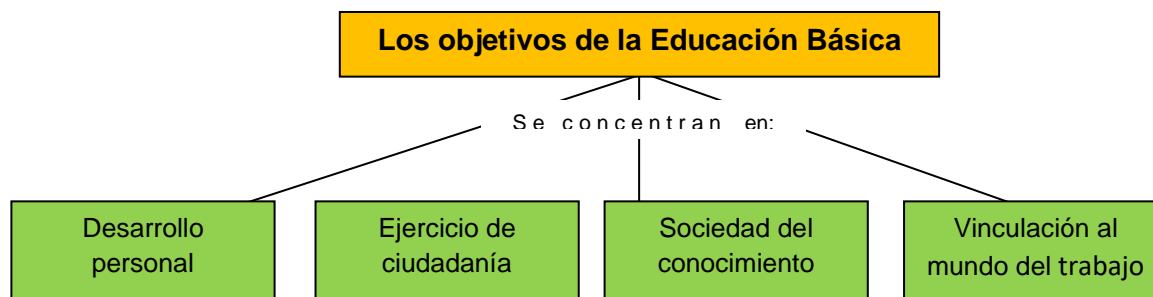 Los objetivos de la Educación Básica
Se concentran en:
Desarrollo
personal
Ejercicio de
ciudadanía
Sociedad del
conocimiento
Vinculación al
mundo del trabajo